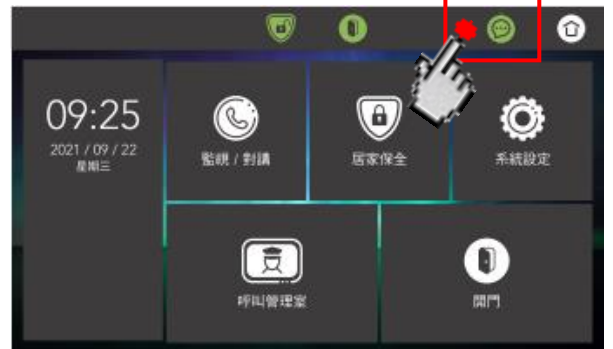 09:25
2021 / 09 / 22
星期三
監視 / 對講
居家保全
系統設定
呼叫管理室
開門